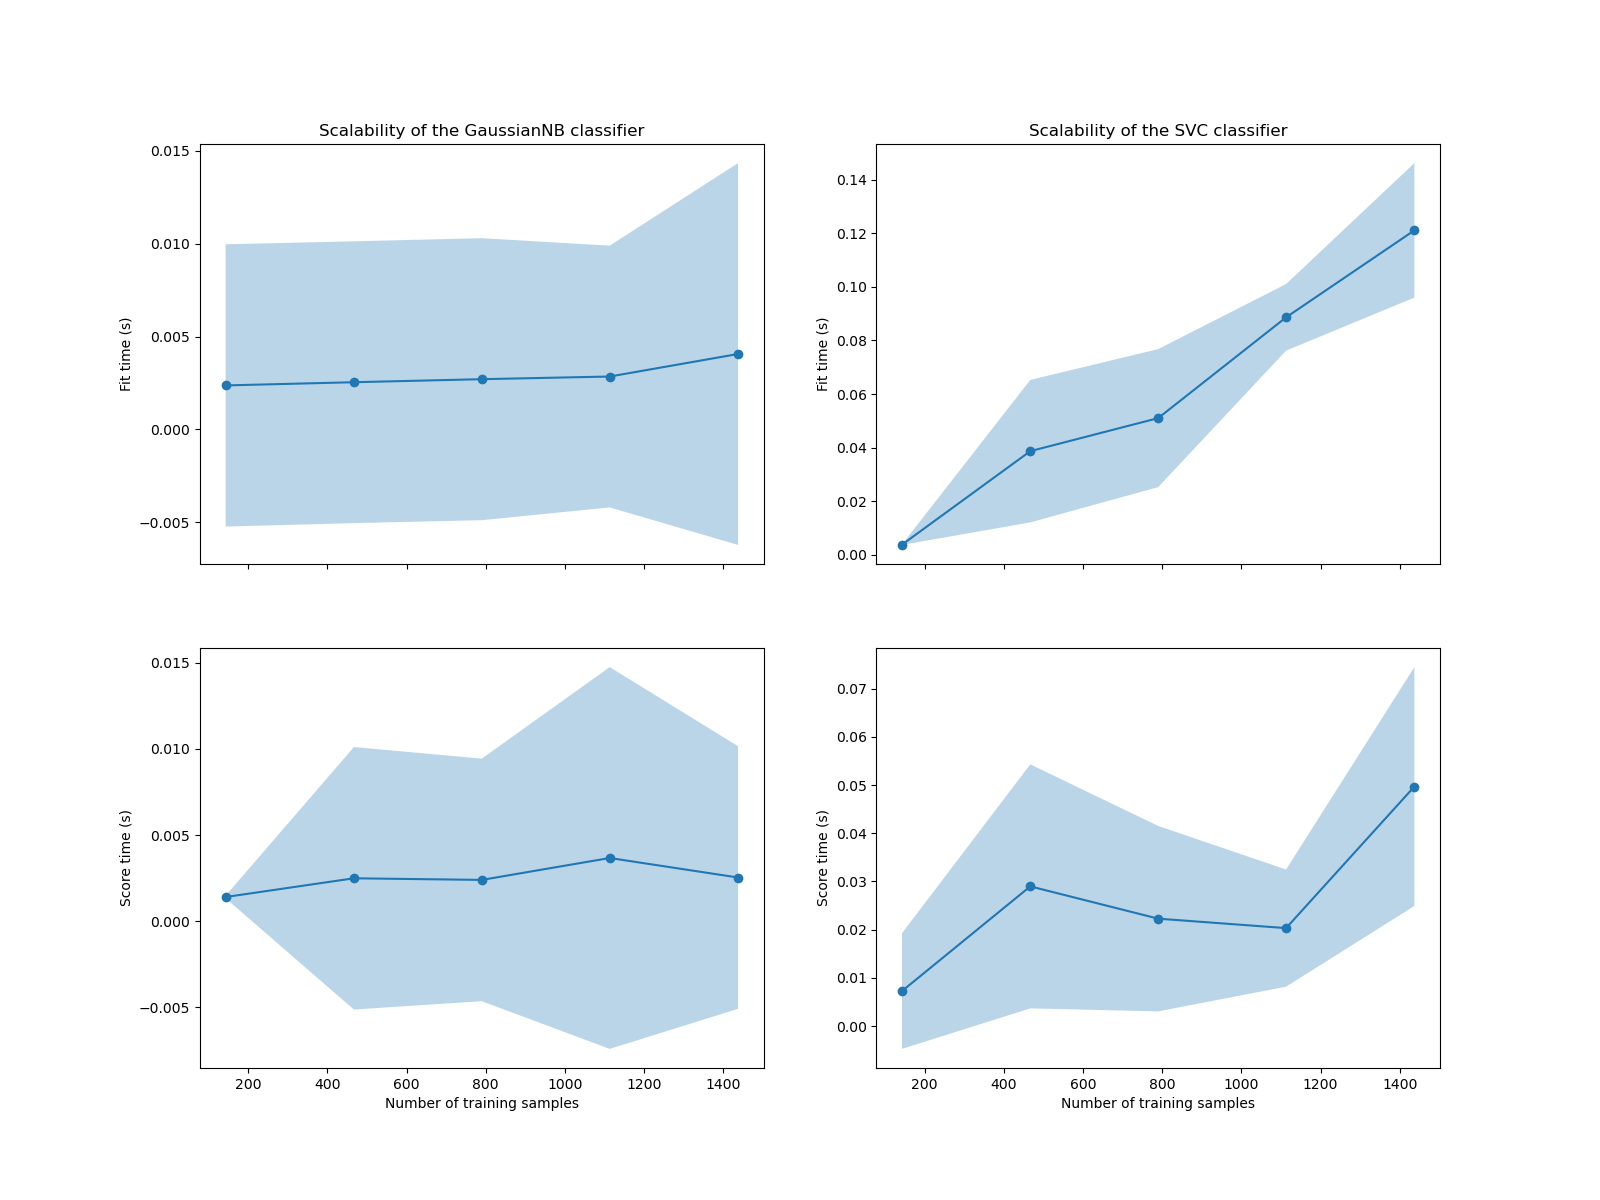 Scalability of the GaussianNB classifier
0.015
0.010
0.005
0.000
−0.005
Fit time (s)
Scalability of the SVC classifier
0.14
0.12
0.10
0.08
0.06
0.04
0.02
0.00
Fit time (s)
0.015
0.010
0.005
0.000
−0.005
Score time (s)
200 400 600 800 1000 1200 1400
Number of training samples
0.07
0.06
0.05
0.04
0.03
0.02
0.01
0.00
Score time (s)
200 400 600 800 1000 1200 1400
Number of training samples